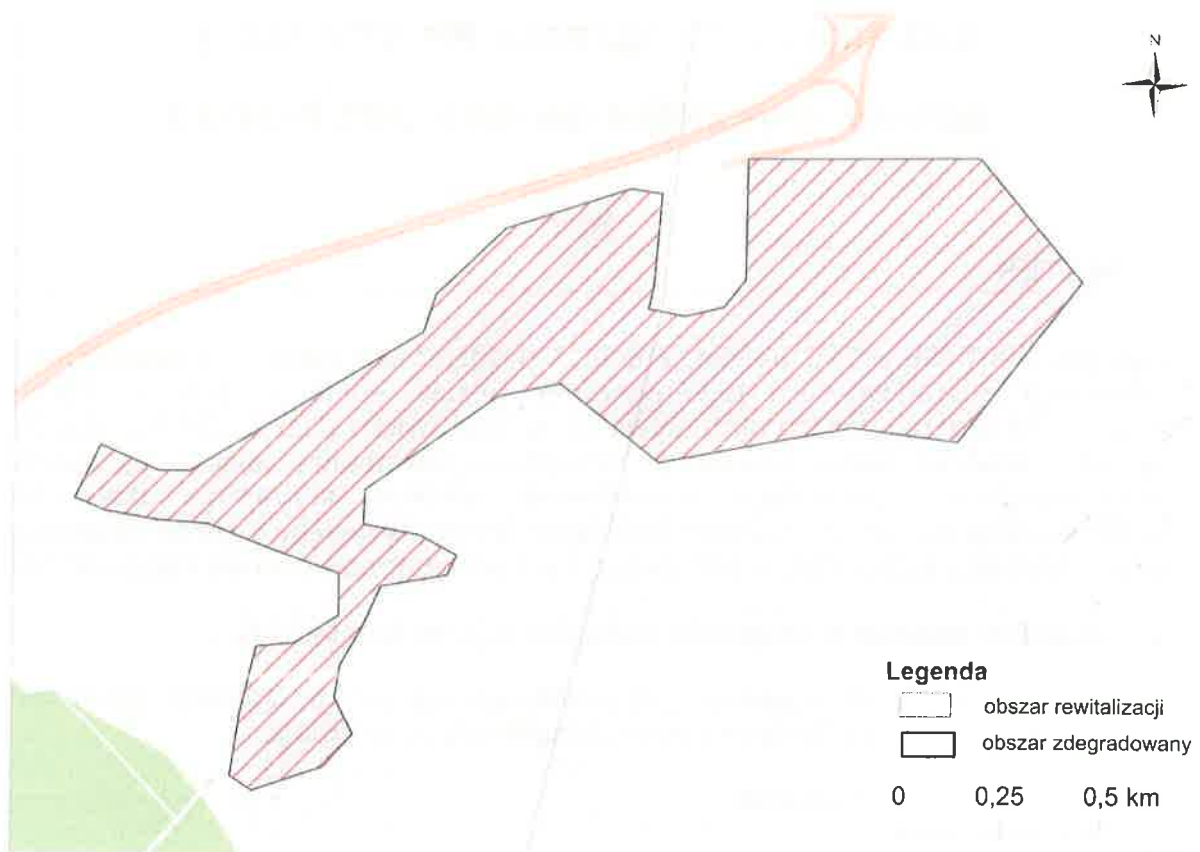 N
Legenda
obszar rewitalizacji
obszar zdegradowany
0 0,25 0,5 km